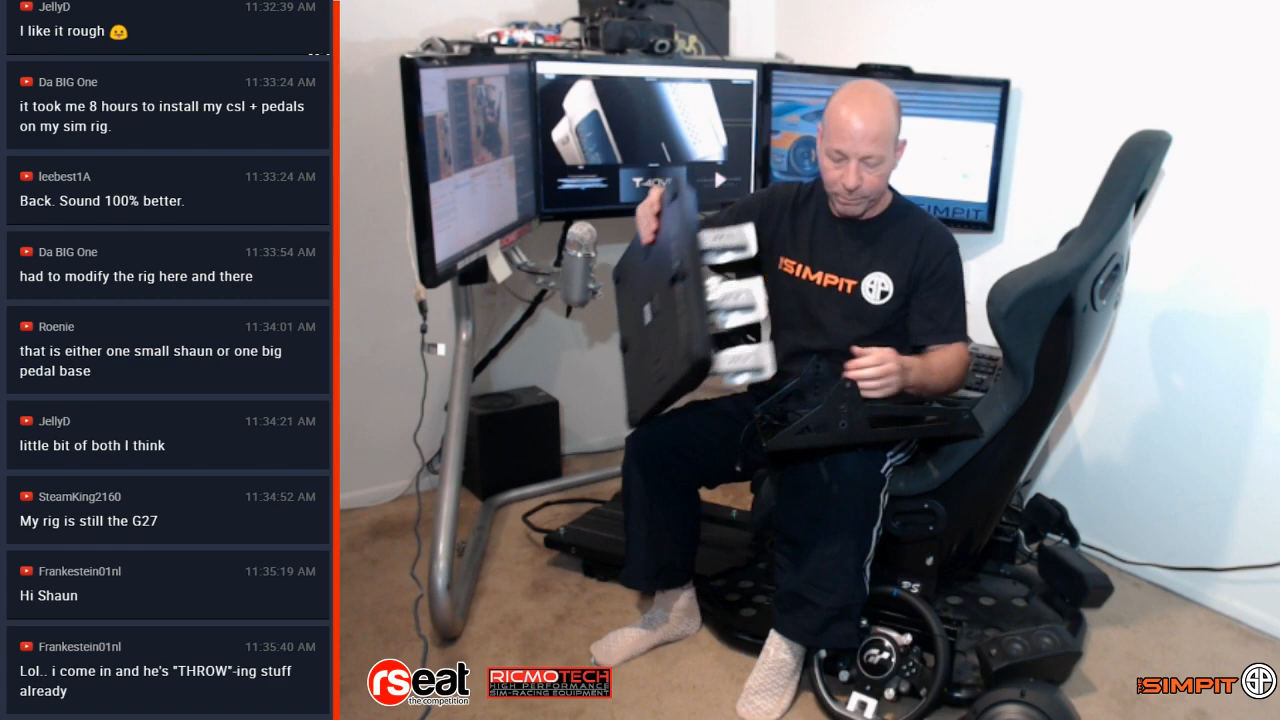 JellyD 11:32:39 AM
I like it rough
Da BIG One 11:33:24 AM
it took me 8 hours to install my csl + pedals
on my sim rig.
leebest1A 11:33:24 AM
Back. Sound 100% better.
Da BIG One 11:33:54 AM
had to modify the rig here and there
Roenie 11:34:01 AM
that is either one small shaun or one big
pedal base
JellyD 11:34:21 AM
little bit of both I think
SteamKing2160 11:34:52 AM
My rig is still the G27
Frankestein01nl 11:35:19 AM
Hi Shaun
Frankestein01nl 11:35:40 AM
Lol.. i come in and he's "THROW"-ing stuff
already
SIMPIT
SIMPIT
GT
rseat
the competition
RICMOTECH
HIGH PERFORMANCE
SIM-RACING EQUIPMENT
THE SIMPIT